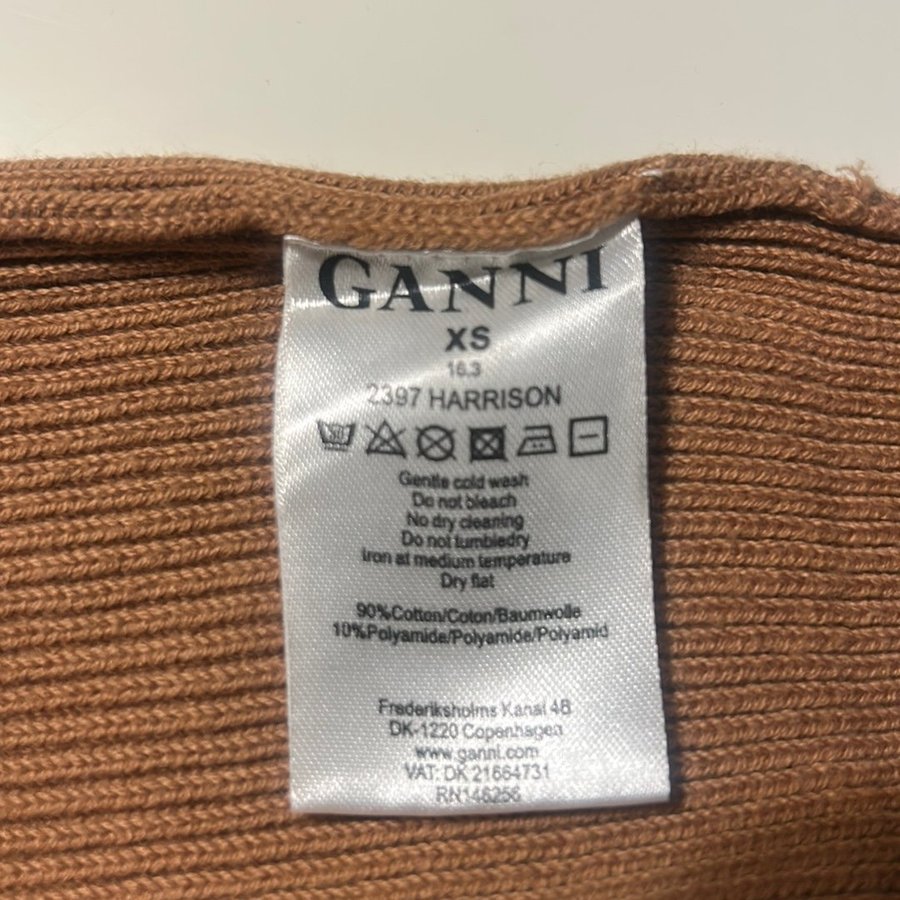 GANNI
XS
16.3
2397 HARRISON
Gentle cold wash
Do not bleach
No dry cleaning
Do not tumbledry
Iron at medium temperature
Dry flat
90%Cotton/Coton/Baumwolle
10%Polyamide/Polyamide/Polyamid
Frederiksholms Kanal 4B
DK-1220 Copenhagen
www.ganni.com
VAT: DK 21664731
RN146256